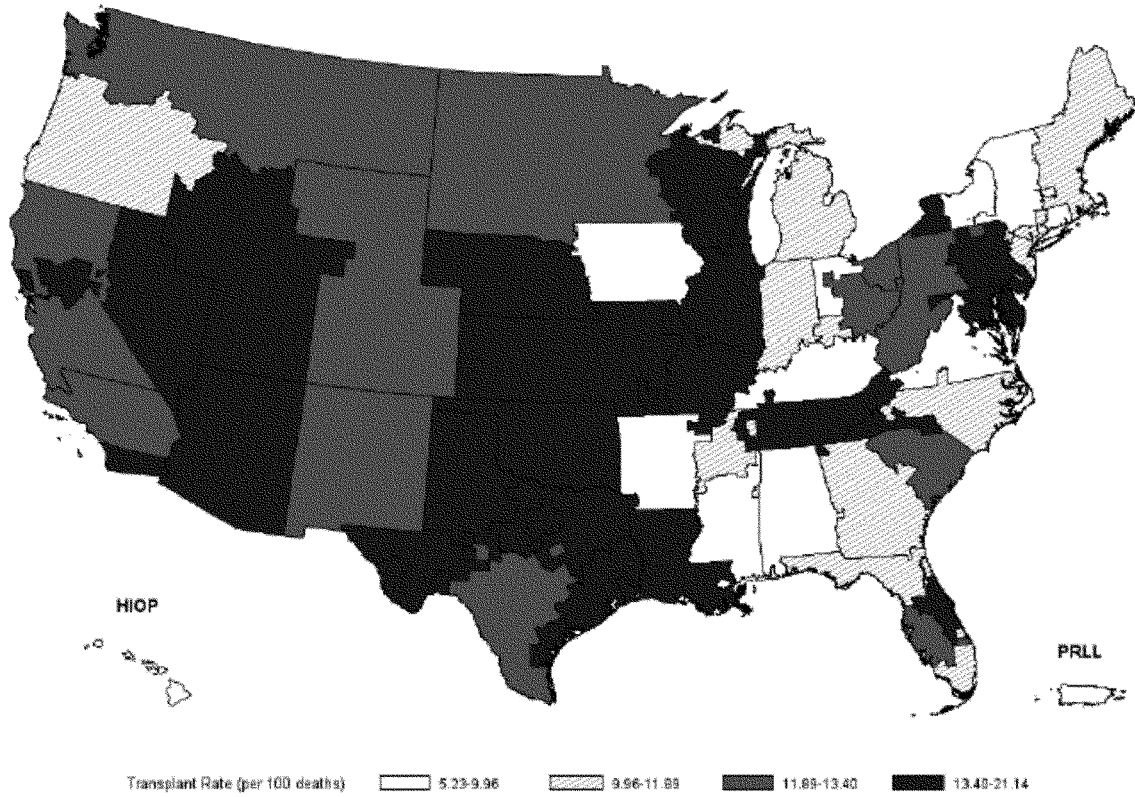 HIOP
PRLL
Transplant Rate (per 100 deaths) 5.23-9.96 9.96-11.89 11.89-13.40 13.40-21.14